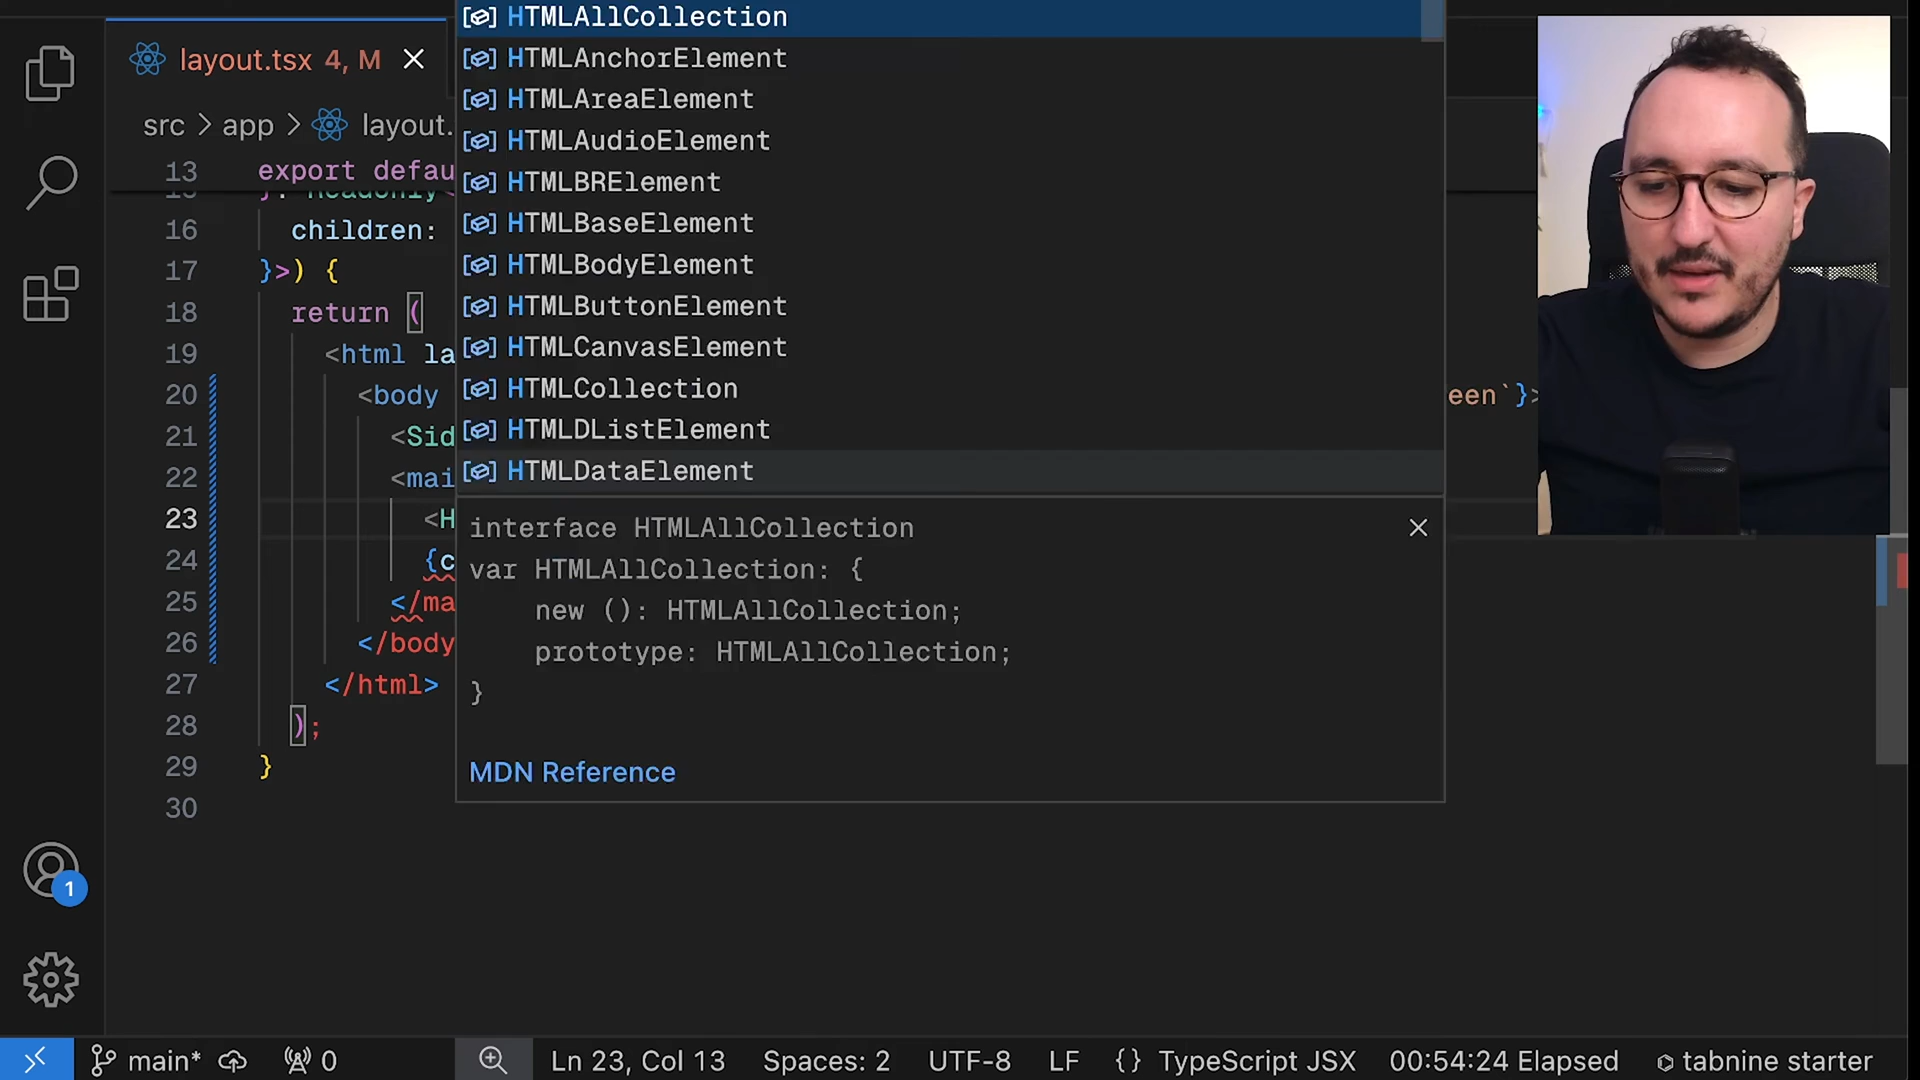 layout.tsx 4, M
src > app > layout.
13 export defau
children:
16
17 }>) {
18 return (
19 <html la
20 <body
een`}>
21 <Sid
22 <mai
23 <H
24 {c
25 </ma
26 </body
27 </html>
28 );
29 }
30
HTMLAllCollection
HTMLAnchorElement
HTMLAreaElement
HTMLAudioElement
HTMLBRElement
HTMLBaseElement
HTMLBodyElement
HTMLButtonElement
HTMLCanvasElement
HTMLCollection
HTMLDListElement
HTMLDataElement
interface HTMLAllCollection
var HTMLAllCollection: {
new (): HTMLAllCollection;
prototype: HTMLAllCollection;
}
MDN Reference
1
main* 0 Ln 23, Col 13 Spaces: 2 UTF-8 LF {} TypeScript JSX 00:54:24 Elapsed tabnine starter